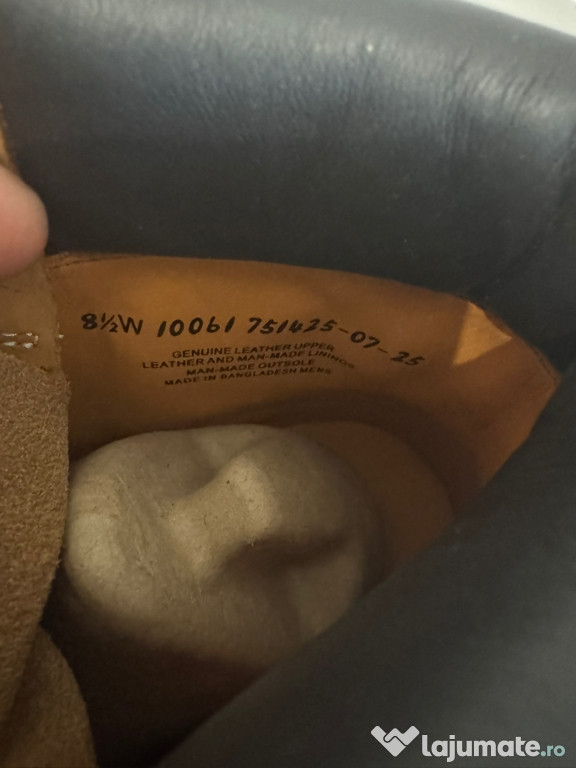 8½W 10061 751425-07-25
GENUINE LEATHER UPPER
LEATHER AND MAN-MADE LININGS
MAN-MADE OUTSOLE
MADE IN BANGLADESH MENS
lajumate.ro